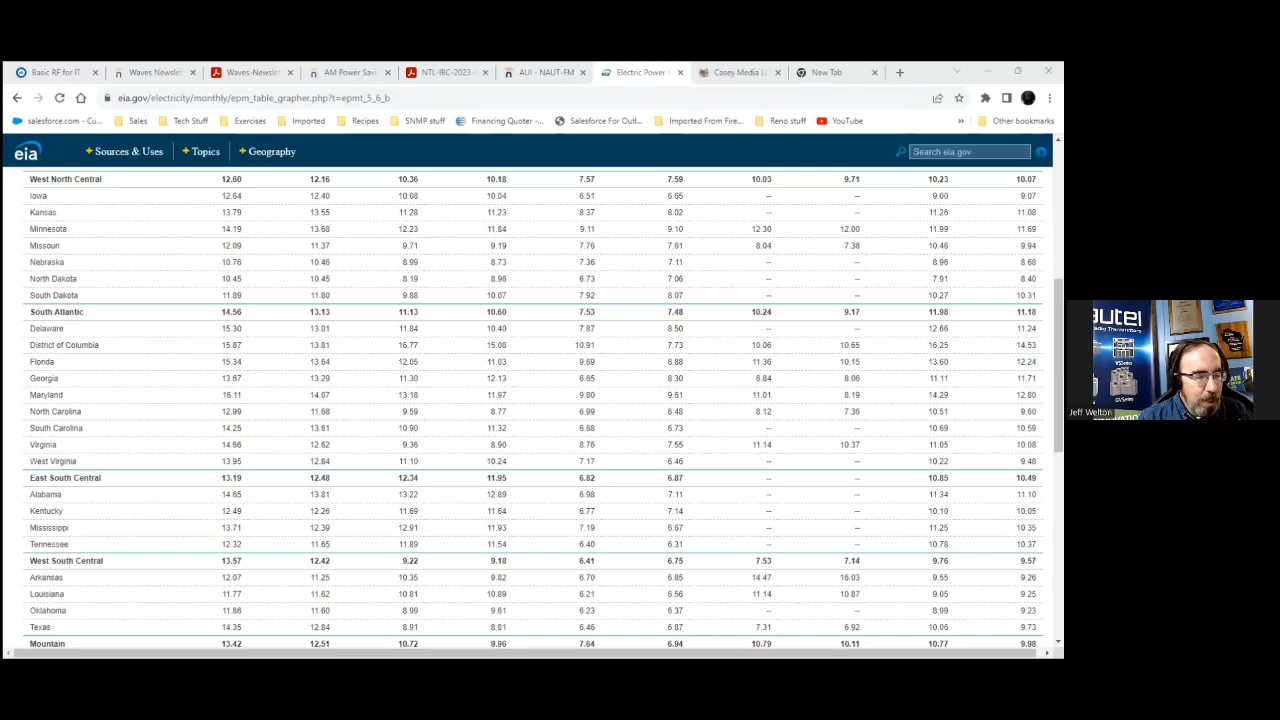 Basic RF for IT Waves Newslet Waves-Newslet AM Power Savi NTL-IBC-2023- AUI - NAUT-FM Electric Power Casey Media Ll New Tab
eia.gov/electricity/monthly/epm_table_grapher.php?t=epmt_5_6_b
salesforce.com - Cu... Sales Tech Stuff Exercises Imported Recipes SNMP stuff Financing Quoter -... Salesforce For Outl... Imported From Fire... Reno stuff YouTube » Other bookmarks
eia + Sources & Uses + Topics + Geography Search eia.gov
West North Central 12.60 12.16 10.36 10.18 7.57 7.59 10.03 9.71 10.23 10.07
Iowa 12.64 12.40 10.08 10.04 6.51 6.65 -- -- 9.00 9.07
Kansas 13.79 13.55 11.28 11.23 8.37 8.02 -- -- 11.26 11.08
Minnesota 14.19 13.68 12.23 11.84 9.11 9.10 12.30 12.00 11.99 11.69
Missouri 12.09 11.37 9.71 9.19 7.76 7.61 8.04 7.38 10.46 9.94
Nebraska 10.76 10.46 8.99 8.73 7.36 7.11 -- -- 8.96 8.68
North Dakota 10.45 10.45 8.19 8.96 6.73 7.06 -- -- 7.91 8.40
South Dakota 11.89 11.80 9.88 10.07 7.92 8.07 -- -- 10.27 10.31
South Atlantic 14.56 13.13 11.13 10.60 7.53 7.48 10.24 9.17 11.98 11.18
Delaware 15.30 13.01 11.84 10.40 7.87 8.50 -- -- 12.66 11.24
District of Columbia 15.87 13.81 16.77 15.08 10.91 7.73 10.06 10.65 16.25 14.53
Florida 15.34 13.64 12.05 11.03 9.69 8.88 11.36 10.15 13.60 12.24
Georgia 13.67 13.29 11.30 12.13 6.65 8.30 6.84 8.06 11.11 11.71
Maryland 16.11 14.07 13.18 11.97 9.80 9.61 11.01 8.19 14.29 12.80
North Carolina 12.99 11.68 9.59 8.77 6.99 6.48 8.12 7.36 10.51 9.60
South Carolina 14.25 13.61 10.90 11.32 6.68 6.73 -- -- 10.69 10.59
Virginia 14.66 12.62 9.36 8.90 8.76 7.55 11.14 10.37 11.05 10.08
West Virginia 13.95 12.84 11.10 10.24 7.17 6.46 -- -- 10.22 9.48
East South Central 13.19 12.48 12.34 11.95 6.82 6.87 -- -- 10.85 10.49
Alabama 14.65 13.81 13.22 12.89 6.98 7.11 -- -- 11.34 11.10
Kentucky 12.49 12.26 11.69 11.64 6.77 7.14 -- -- 10.10 10.05
Mississippi 13.71 12.39 12.91 11.93 7.19 6.67 -- -- 11.25 10.35
Tennessee 12.32 11.65 11.89 11.54 6.40 6.31 -- -- 10.78 10.37
West South Central 13.57 12.42 9.22 9.18 6.41 6.75 7.53 7.14 9.76 9.57
Arkansas 12.07 11.25 10.35 9.82 6.70 6.85 14.47 16.03 9.55 9.26
Louisiana 11.77 11.62 10.81 10.89 6.21 6.56 11.14 10.87 9.05 9.25
Oklahoma 11.86 11.60 8.99 9.61 6.23 6.37 -- -- 8.99 9.23
Texas 14.35 12.84 8.91 8.81 6.46 6.87 7.31 6.92 10.06 9.73
Mountain 13.42 12.51 10.72 9.96 7.64 6.94 10.79 10.11 10.77 9.98
autel
adio Transmitters
Jeff Welton